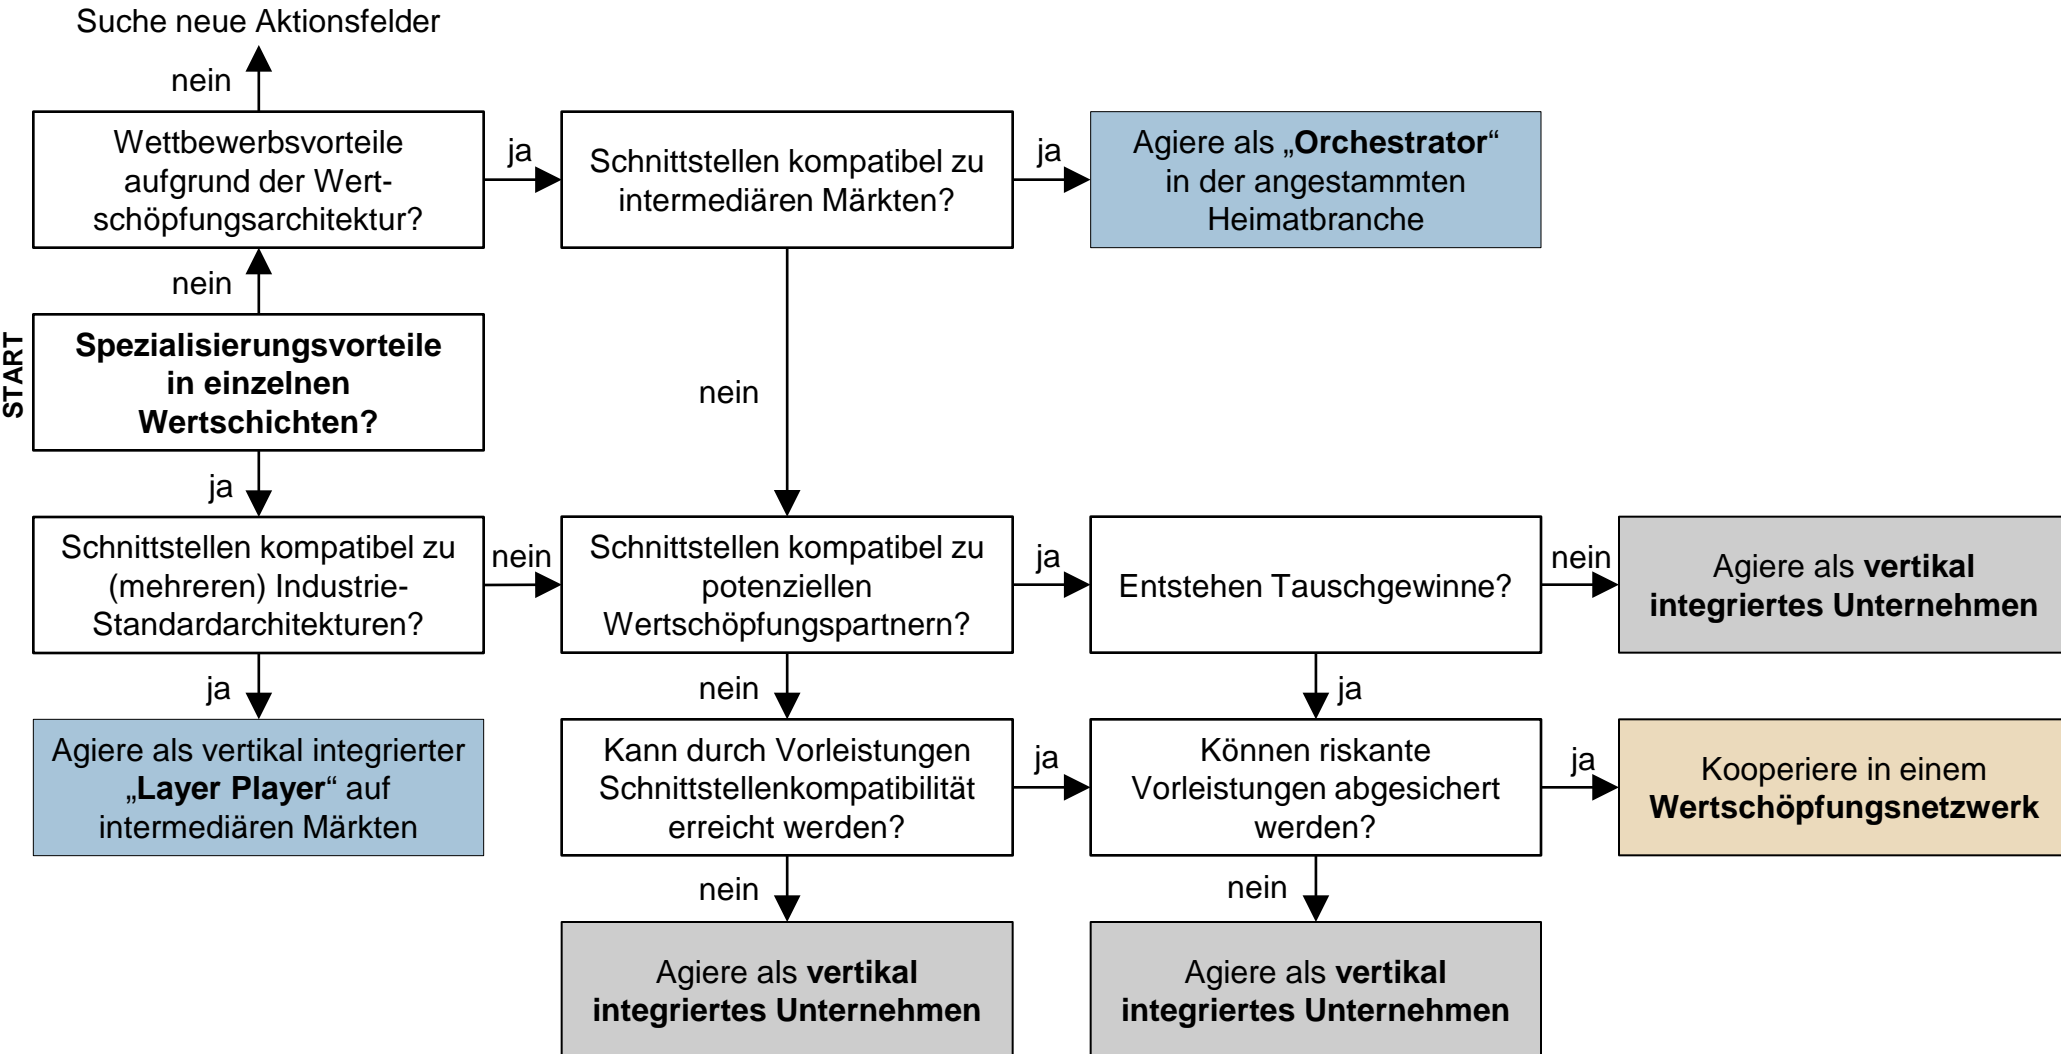 Suche neue Aktionsfelder
nein
Wettbewerbsvorteile
aufgrund der Wert-
schöpfungsarchitektur?
ja
Schnittstellen kompatibel zu
intermediären Märkten?
ja
Agiere als „Orchestrator“
in der angestammten
Heimatbranche
nein
START
Spezialisierungsvorteile
in einzelnen
Wertschichten?
nein
ja
Schnittstellen kompatibel zu
(mehreren) Industrie-
Standardarchitekturen?
nein
Schnittstellen kompatibel zu
potenziellen
Wertschöpfungspartnern?
ja
Entstehen Tauschgewinne?
nein
Agiere als vertikal
integriertes Unternehmen
ja
nein
ja
Agiere als vertikal integrierter
„Layer Player“ auf
intermediären Märkten
Kann durch Vorleistungen
Schnittstellenkompatibilität
erreicht werden?
ja
Können riskante
Vorleistungen abgesichert
werden?
ja
Kooperiere in einem
Wertschöpfungsnetzwerk
nein
nein
Agiere als vertikal
integriertes Unternehmen
Agiere als vertikal
integriertes Unternehmen